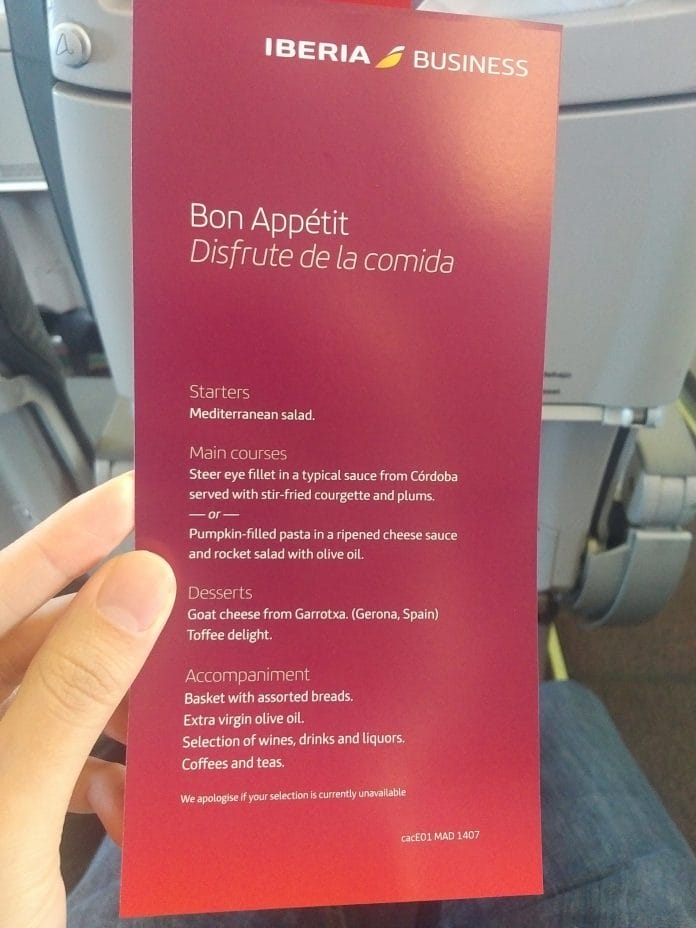 IBERIA BUSINESS
Bon Appétit
Disfrute de la comida
Starters
Mediterranean salad.
Main courses
Steer eye fillet in a typical sauce from Córdoba
served with stir-fried courgette and plums.
— or —
Pumpkin-filled pasta in a ripened cheese sauce
and rocket salad with olive oil.
Desserts
Goat cheese from Garrotxa. (Gerona, Spain)
Toffee delight.
Accompaniment
Basket with assorted breads.
Extra virgin olive oil.
Selection of wines, drinks and liquors.
Coffees and teas.
We apologise if your selection is currently unavailable
cacE01 MAD 1407